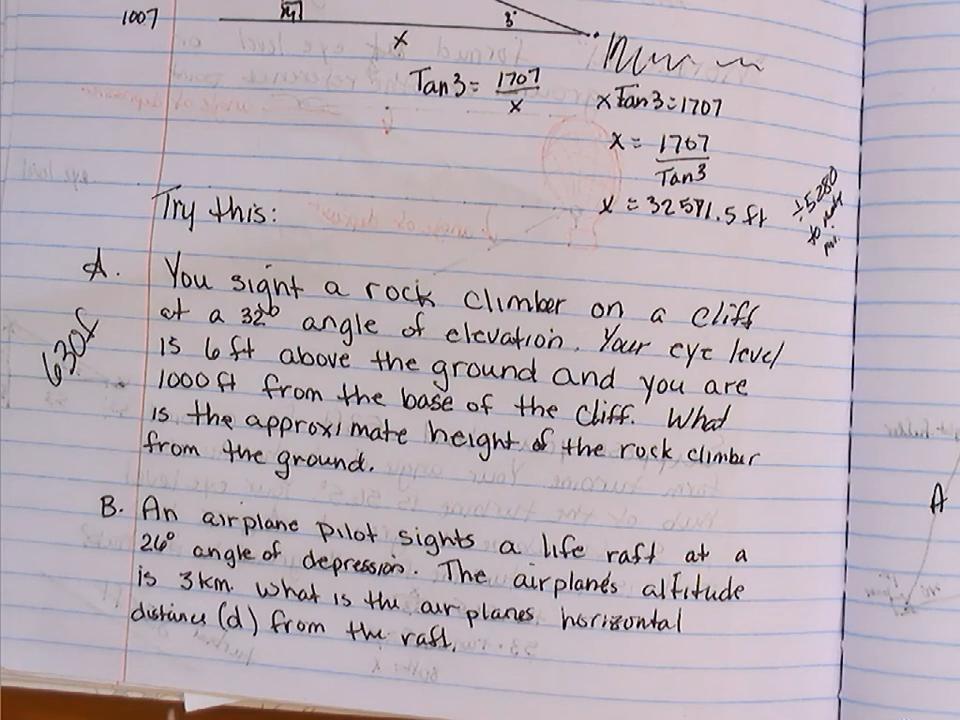 1007
3°
x
Tan3 = 1707/x
x Tan3 = 1707
x = 1707/Tan3
x = 32571.5 ft
÷ 5280
Try this:
A. You sight a rock climber on a cliff
at a 32° angle of elevation. Your eye level
is 6 ft above the ground and you are
1000 ft from the base of the cliff. What
is the approximate height of the rock climber
from the ground.
630f
B. An airplane pilot sights a life raft at a
26° angle of depression. The airplane's altitude
is 3 km. What is the airplanes horizontal
distance (d) from the raft.
A